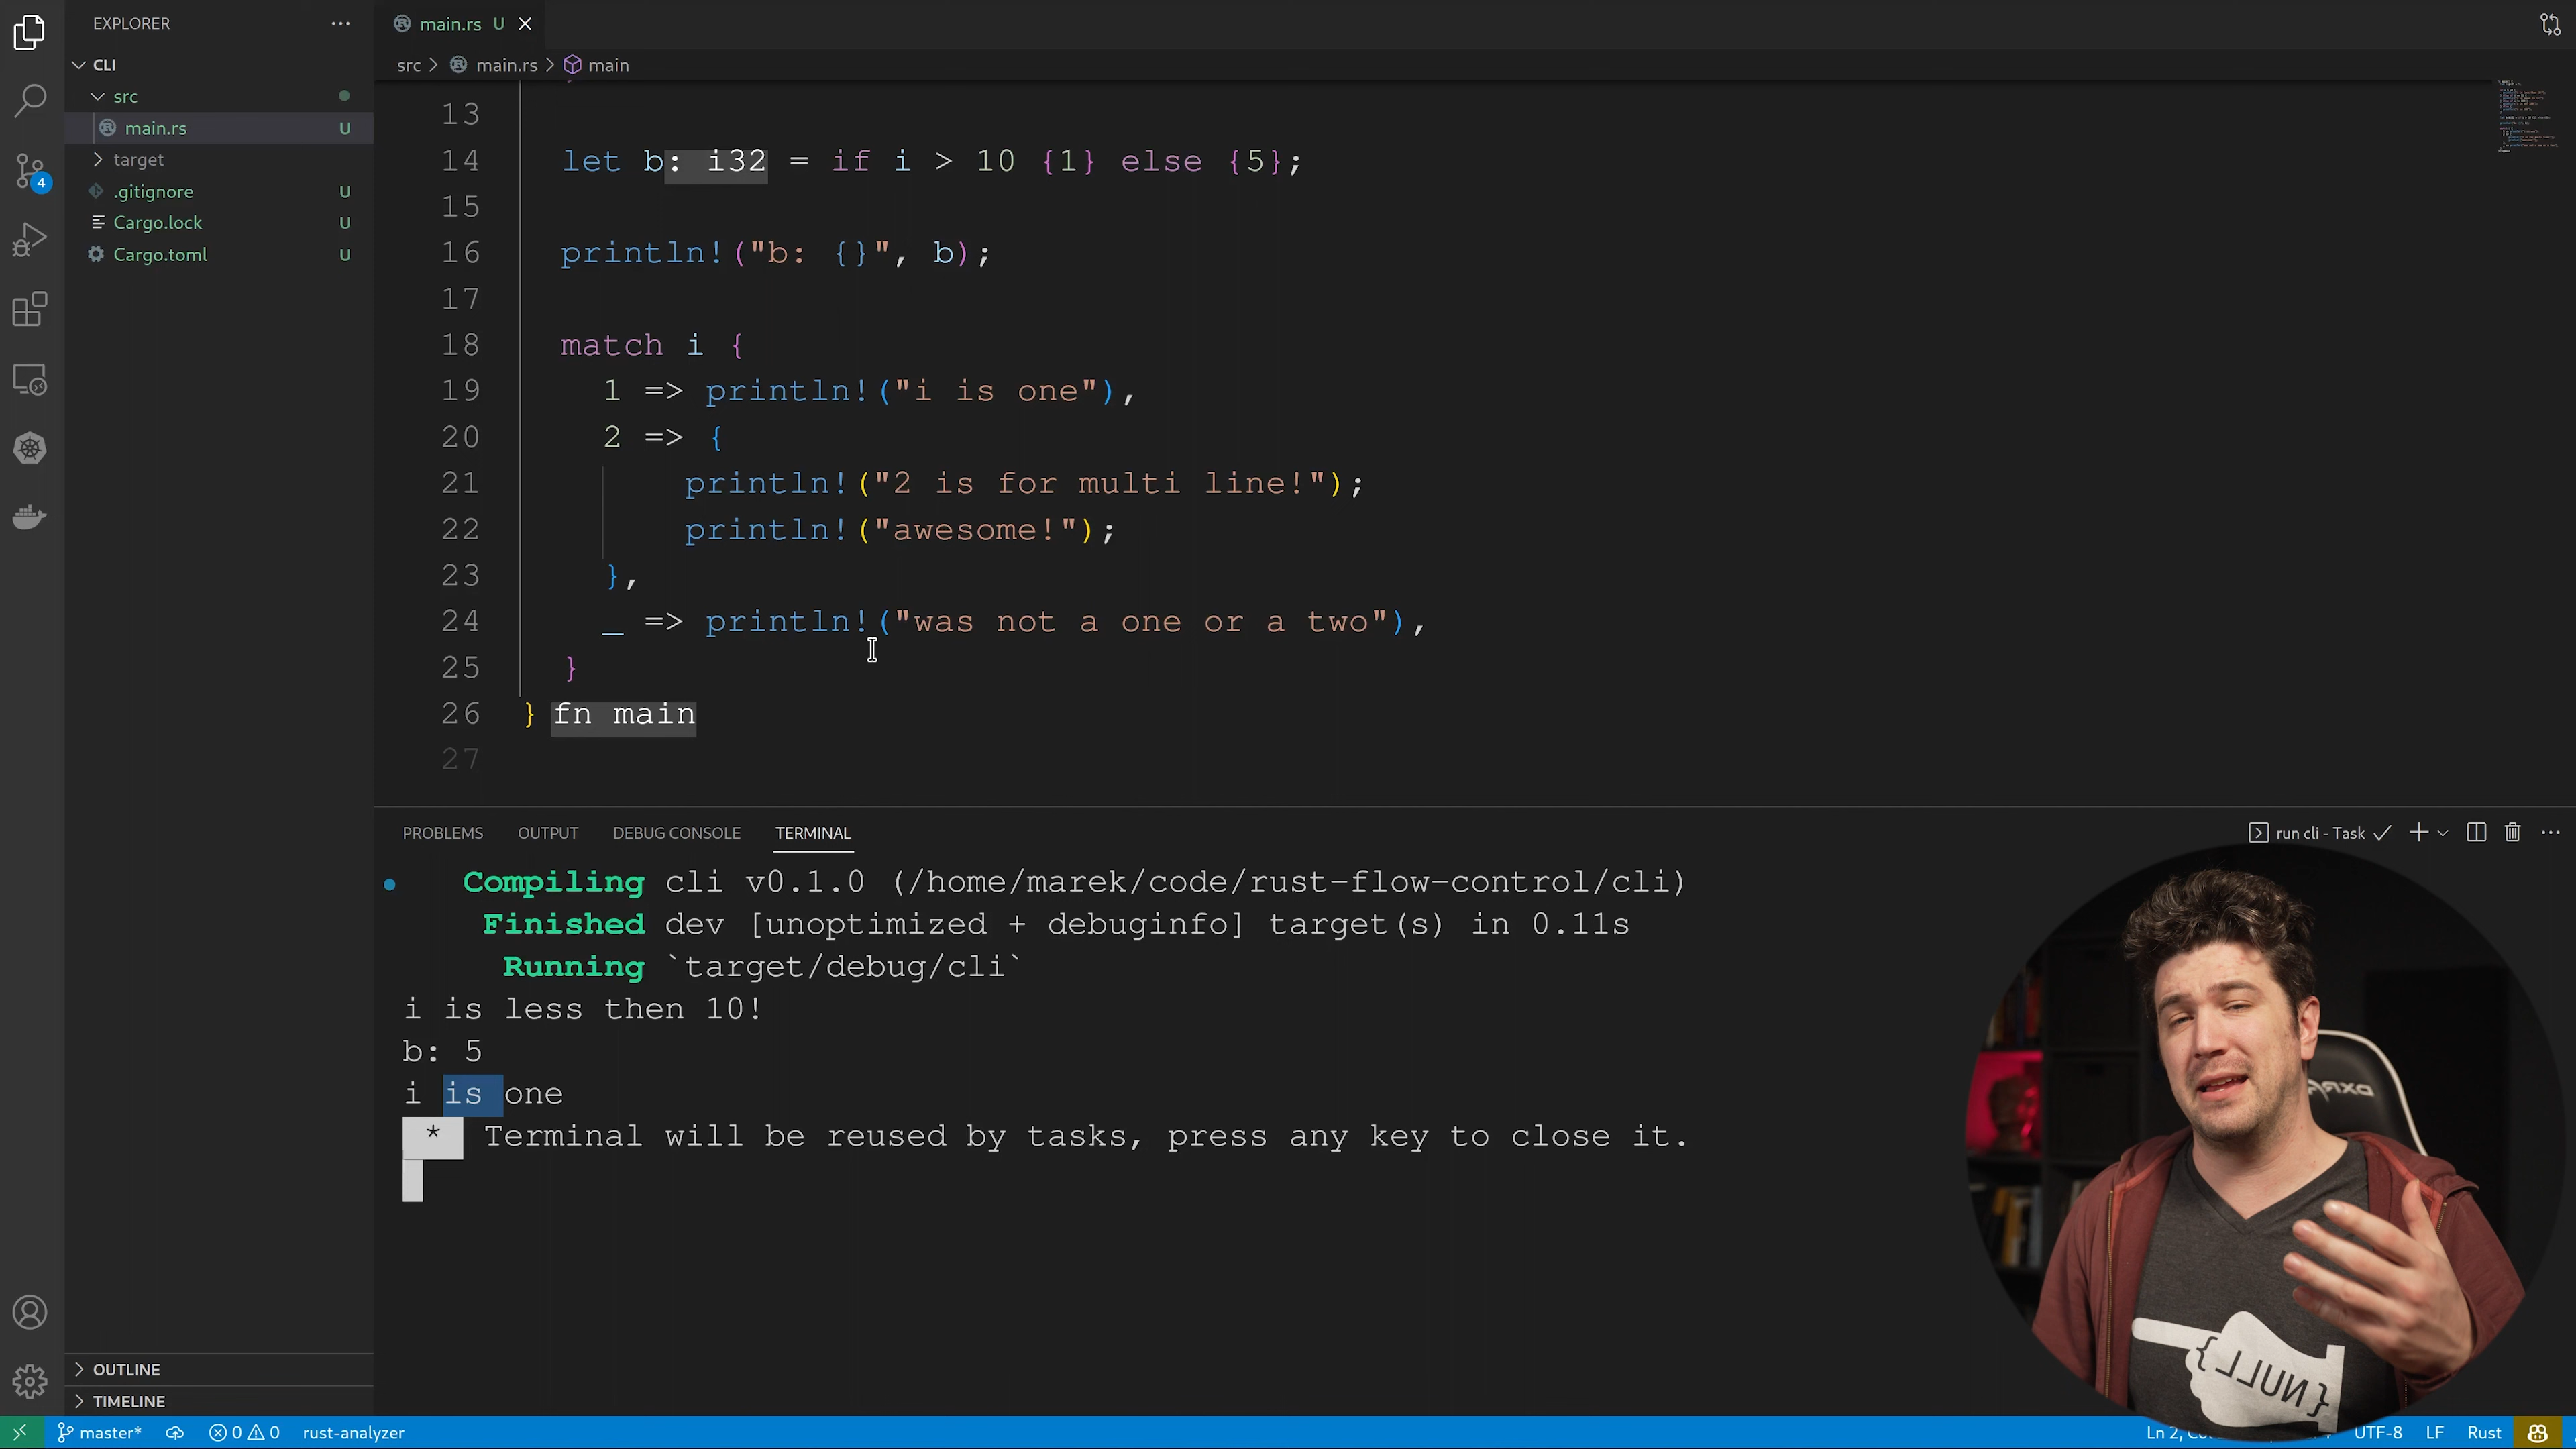 EXPLORER
CLI
src
main.rs U
target
.gitignore U
Cargo.lock U
Cargo.toml U
OUTLINE
TIMELINE
4
main.rs U
src > main.rs > main
13
14 let b: i32 = if i > 10 {1} else {5};
15
16 println!("b: {}", b);
17
18 match i {
19 1 => println!("i is one"),
20 2 => {
21 println!("2 is for multi line!");
22 println!("awesome!");
23 },
24 _ => println!("was not a one or a two"),
25 }
26 } fn main
27
PROBLEMS OUTPUT DEBUG CONSOLE TERMINAL
run cli - Task
Compiling cli v0.1.0 (/home/marek/code/rust-flow-control/cli)
Finished dev [unoptimized + debuginfo] target(s) in 0.11s
Running `target/debug/cli`
i is less then 10!
b: 5
i is one
* Terminal will be reused by tasks, press any key to close it.
{NULL}
master* 0 0 rust-analyzer
Ln 2, UTF-8 LF Rust